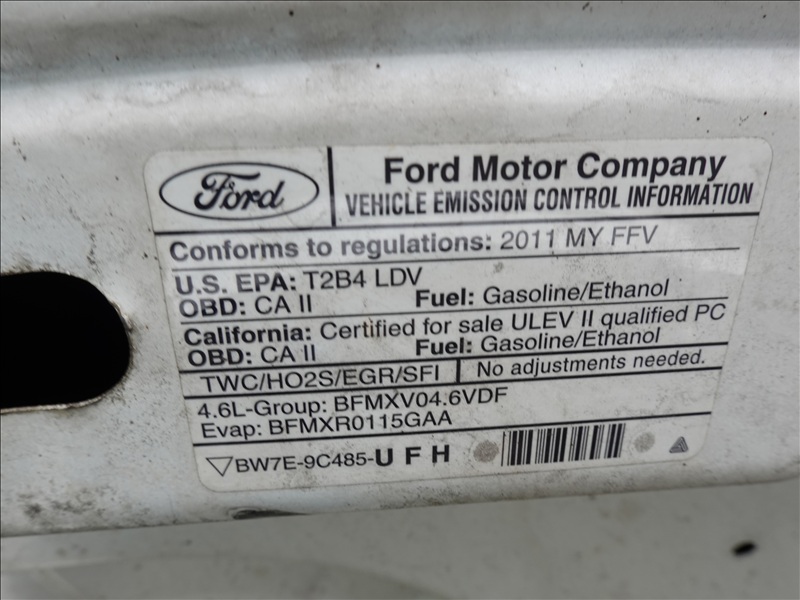 Ford
Ford Motor Company
VEHICLE EMISSION CONTROL INFORMATION
Conforms to regulations: 2011 MY FFV
U.S. EPA: T2B4 LDV
OBD: CA II Fuel: Gasoline/Ethanol
California: Certified for sale ULEV II qualified PC
OBD: CA II Fuel: Gasoline/Ethanol
TWC/HO2S/EGR/SFI No adjustments needed.
4.6L-Group: BFMXV04.6VDF
Evap: BFMXR0115GAA
BW7E-9C485-U F H